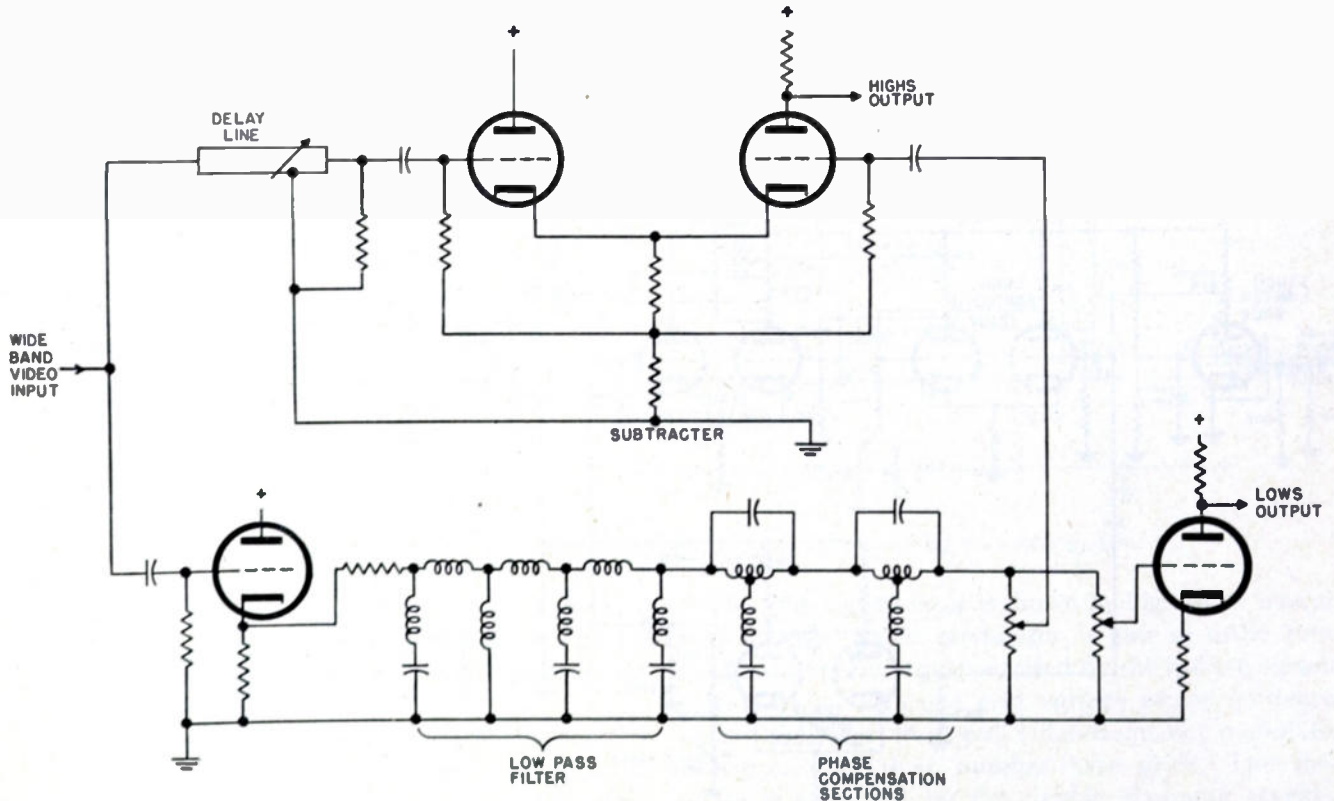 +
+
HIGHS
OUTPUT
DELAY
LINE
WIDE
BAND
VIDEO
INPUT
SUBTRACTER
+
LOWS
OUTPUT
+
LOW PASS
FILTER
PHASE
COMPENSATION
SECTIONS